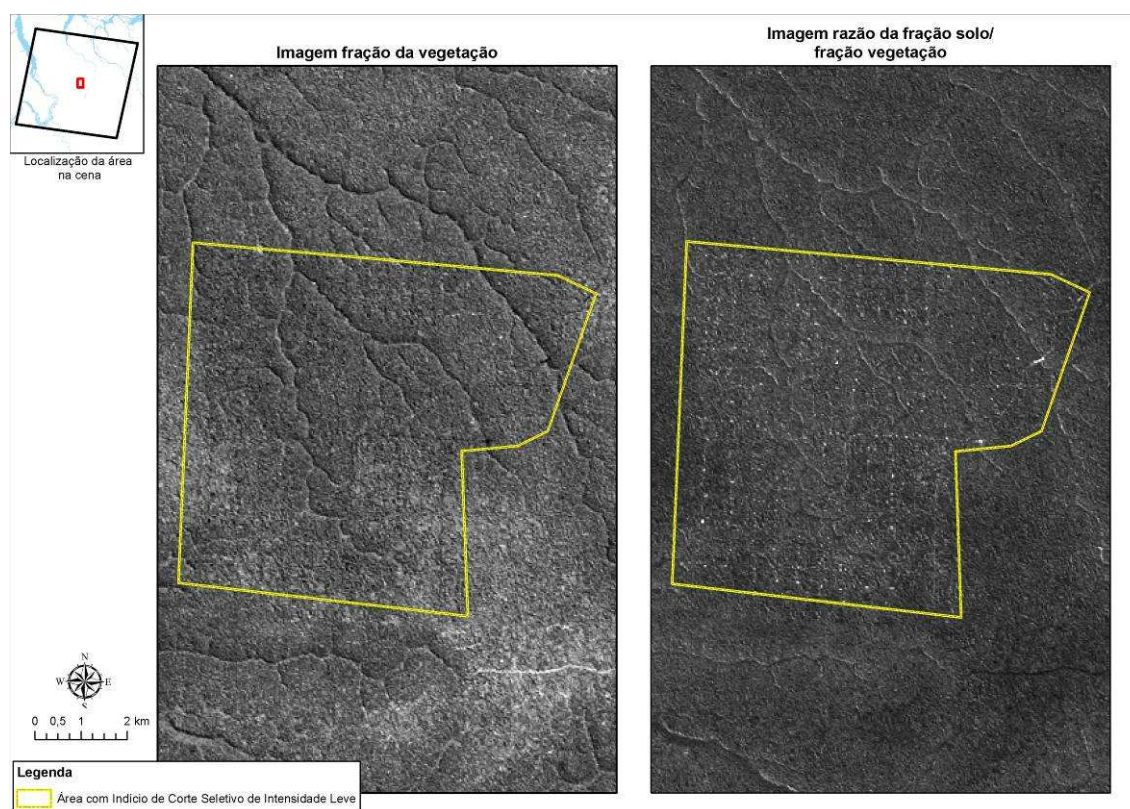 Imagem fração da vegetação
Imagem razão da fração solo/
fração vegetação
Localização da área
na cena
N
W E
S
0 0,5 1 2 km
Legenda
Área com Indício de Corte Seletivo de Intensidade Leve